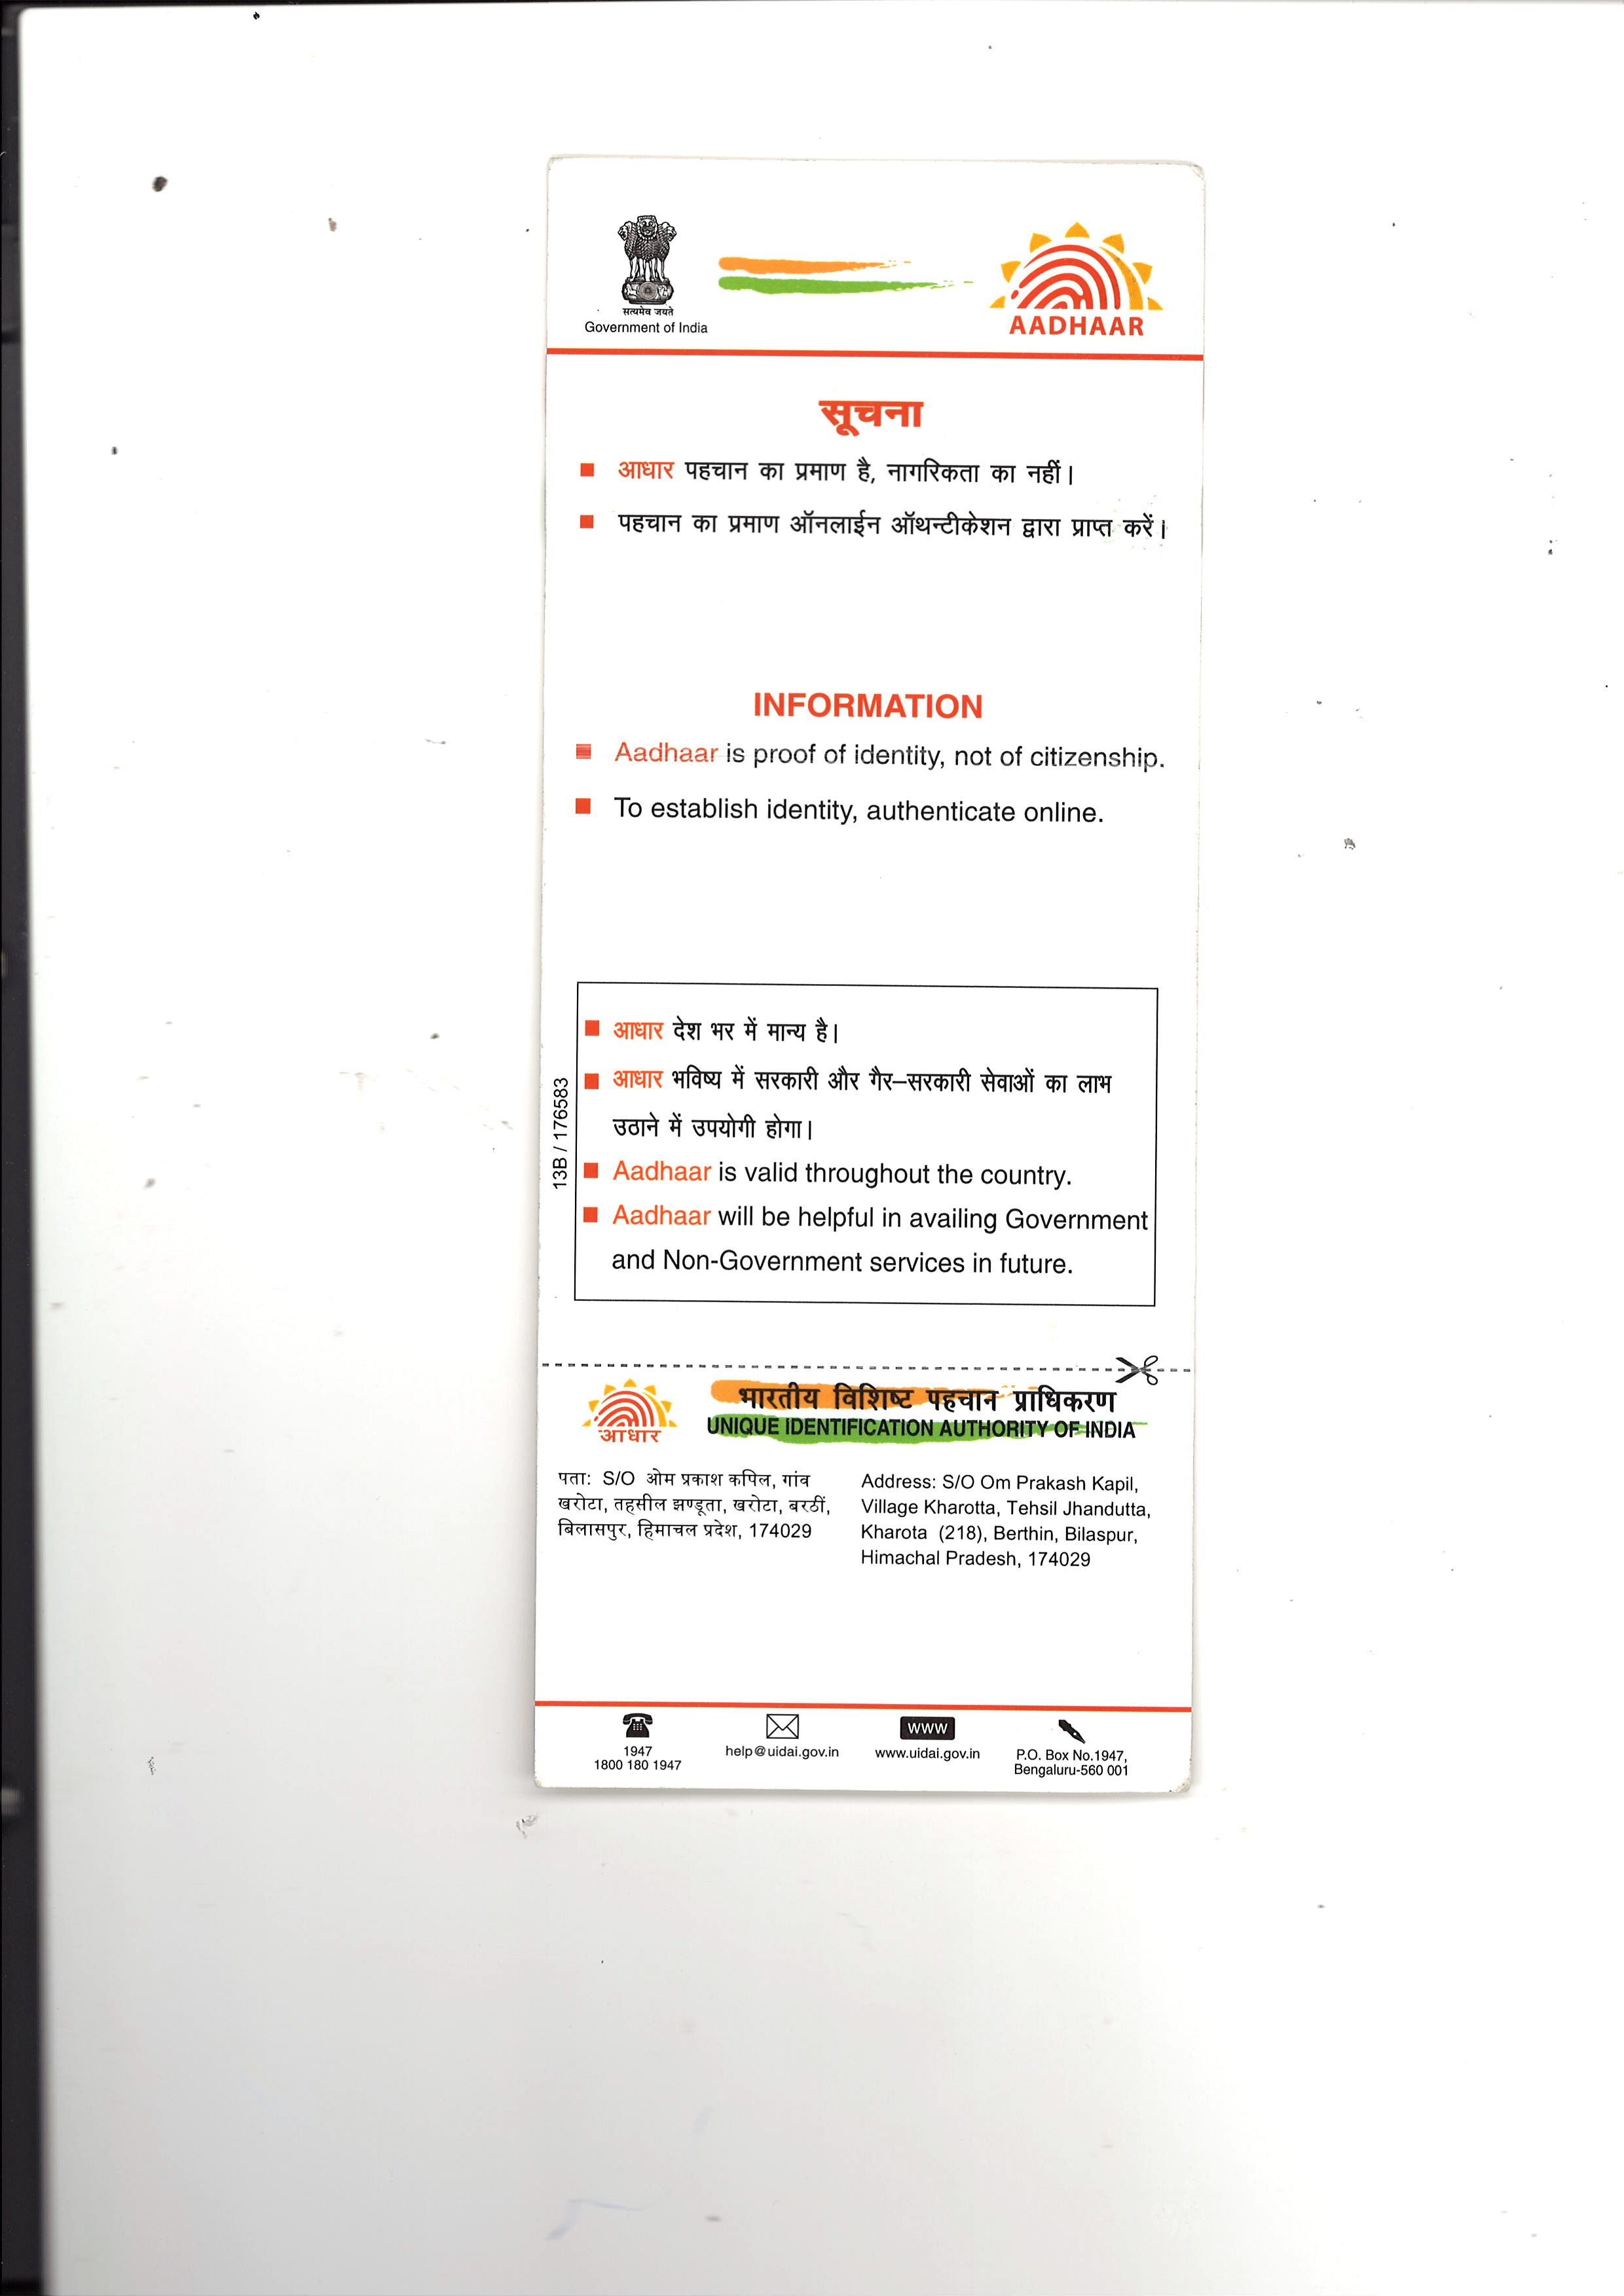 सत्यमेव जयते
Government of India
AADHAAR
सूचना
आधार पहचान का प्रमाण है, नागरिकता का नहीं।
पहचान का प्रमाण ऑनलाईन ऑथन्टीकेशन द्वारा प्राप्त करें।
INFORMATION
Aadhaar is proof of identity, not of citizenship.
To establish identity, authenticate online.
आधार देश भर में मान्य है।
आधार भविष्य में सरकारी और गैर–सरकारी सेवाओं का लाभ
उठाने में उपयोगी होगा।
Aadhaar is valid throughout the country.
Aadhaar will be helpful in availing Government
and Non-Government services in future.
13B / 176583
आधार
भारतीय विशिष्ट पहचान प्राधिकरण
UNIQUE IDENTIFICATION AUTHORITY OF INDIA
पता: S/O ओम प्रकाश कपिल, गांव
खरोटा, तहसील झण्डूता, खरोटा, बरठीं,
बिलासपुर, हिमाचल प्रदेश, 174029
Address: S/O Om Prakash Kapil,
Village Kharotta, Tehsil Jhandutta,
Kharota (218), Berthin, Bilaspur,
Himachal Pradesh, 174029
1947
1800 180 1947
help@uidai.gov.in
www
www.uidai.gov.in
P.O. Box No.1947,
Bengaluru-560 001